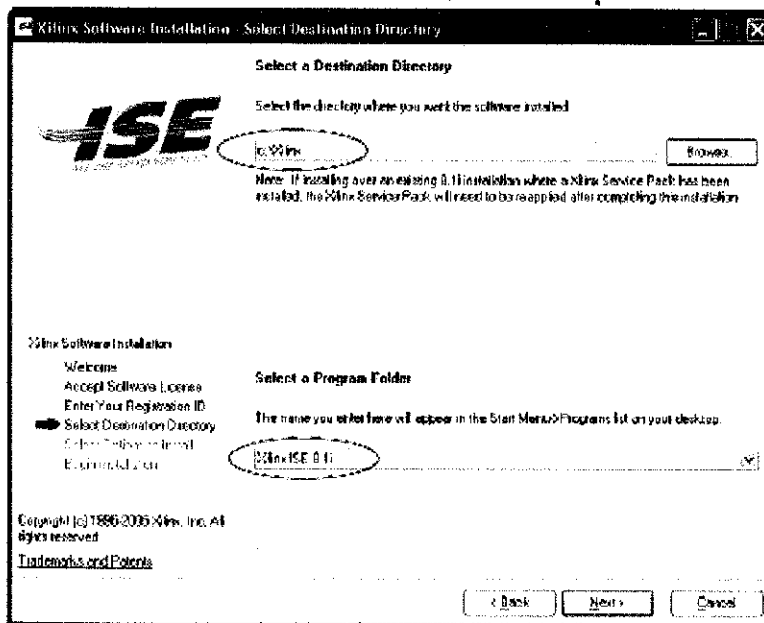 Xilinx Software Installation - Select Destination Directory
Select a Destination Directory
Select the directory where you want the software installed
ISE
c:\Xilinx
Browse...
Note: If installing over an existing 8.1i installation where a Xilinx Service Pack has been
installed, the Xilinx Service Pack will need to be reapplied after completing this installation
Xilinx Software Installation
Welcome
Accept Software License
Enter Your Registration ID
Select Destination Directory
Select a Program Folder
The name you enter here will appear in the Start Menu>Programs list on your desktop.
Xilinx ISE 8.1i
Copyright (c) 1995-2005 Xilinx, Inc. All
rights reserved
Trademarks and Patents
< Back
Next >
Cancel